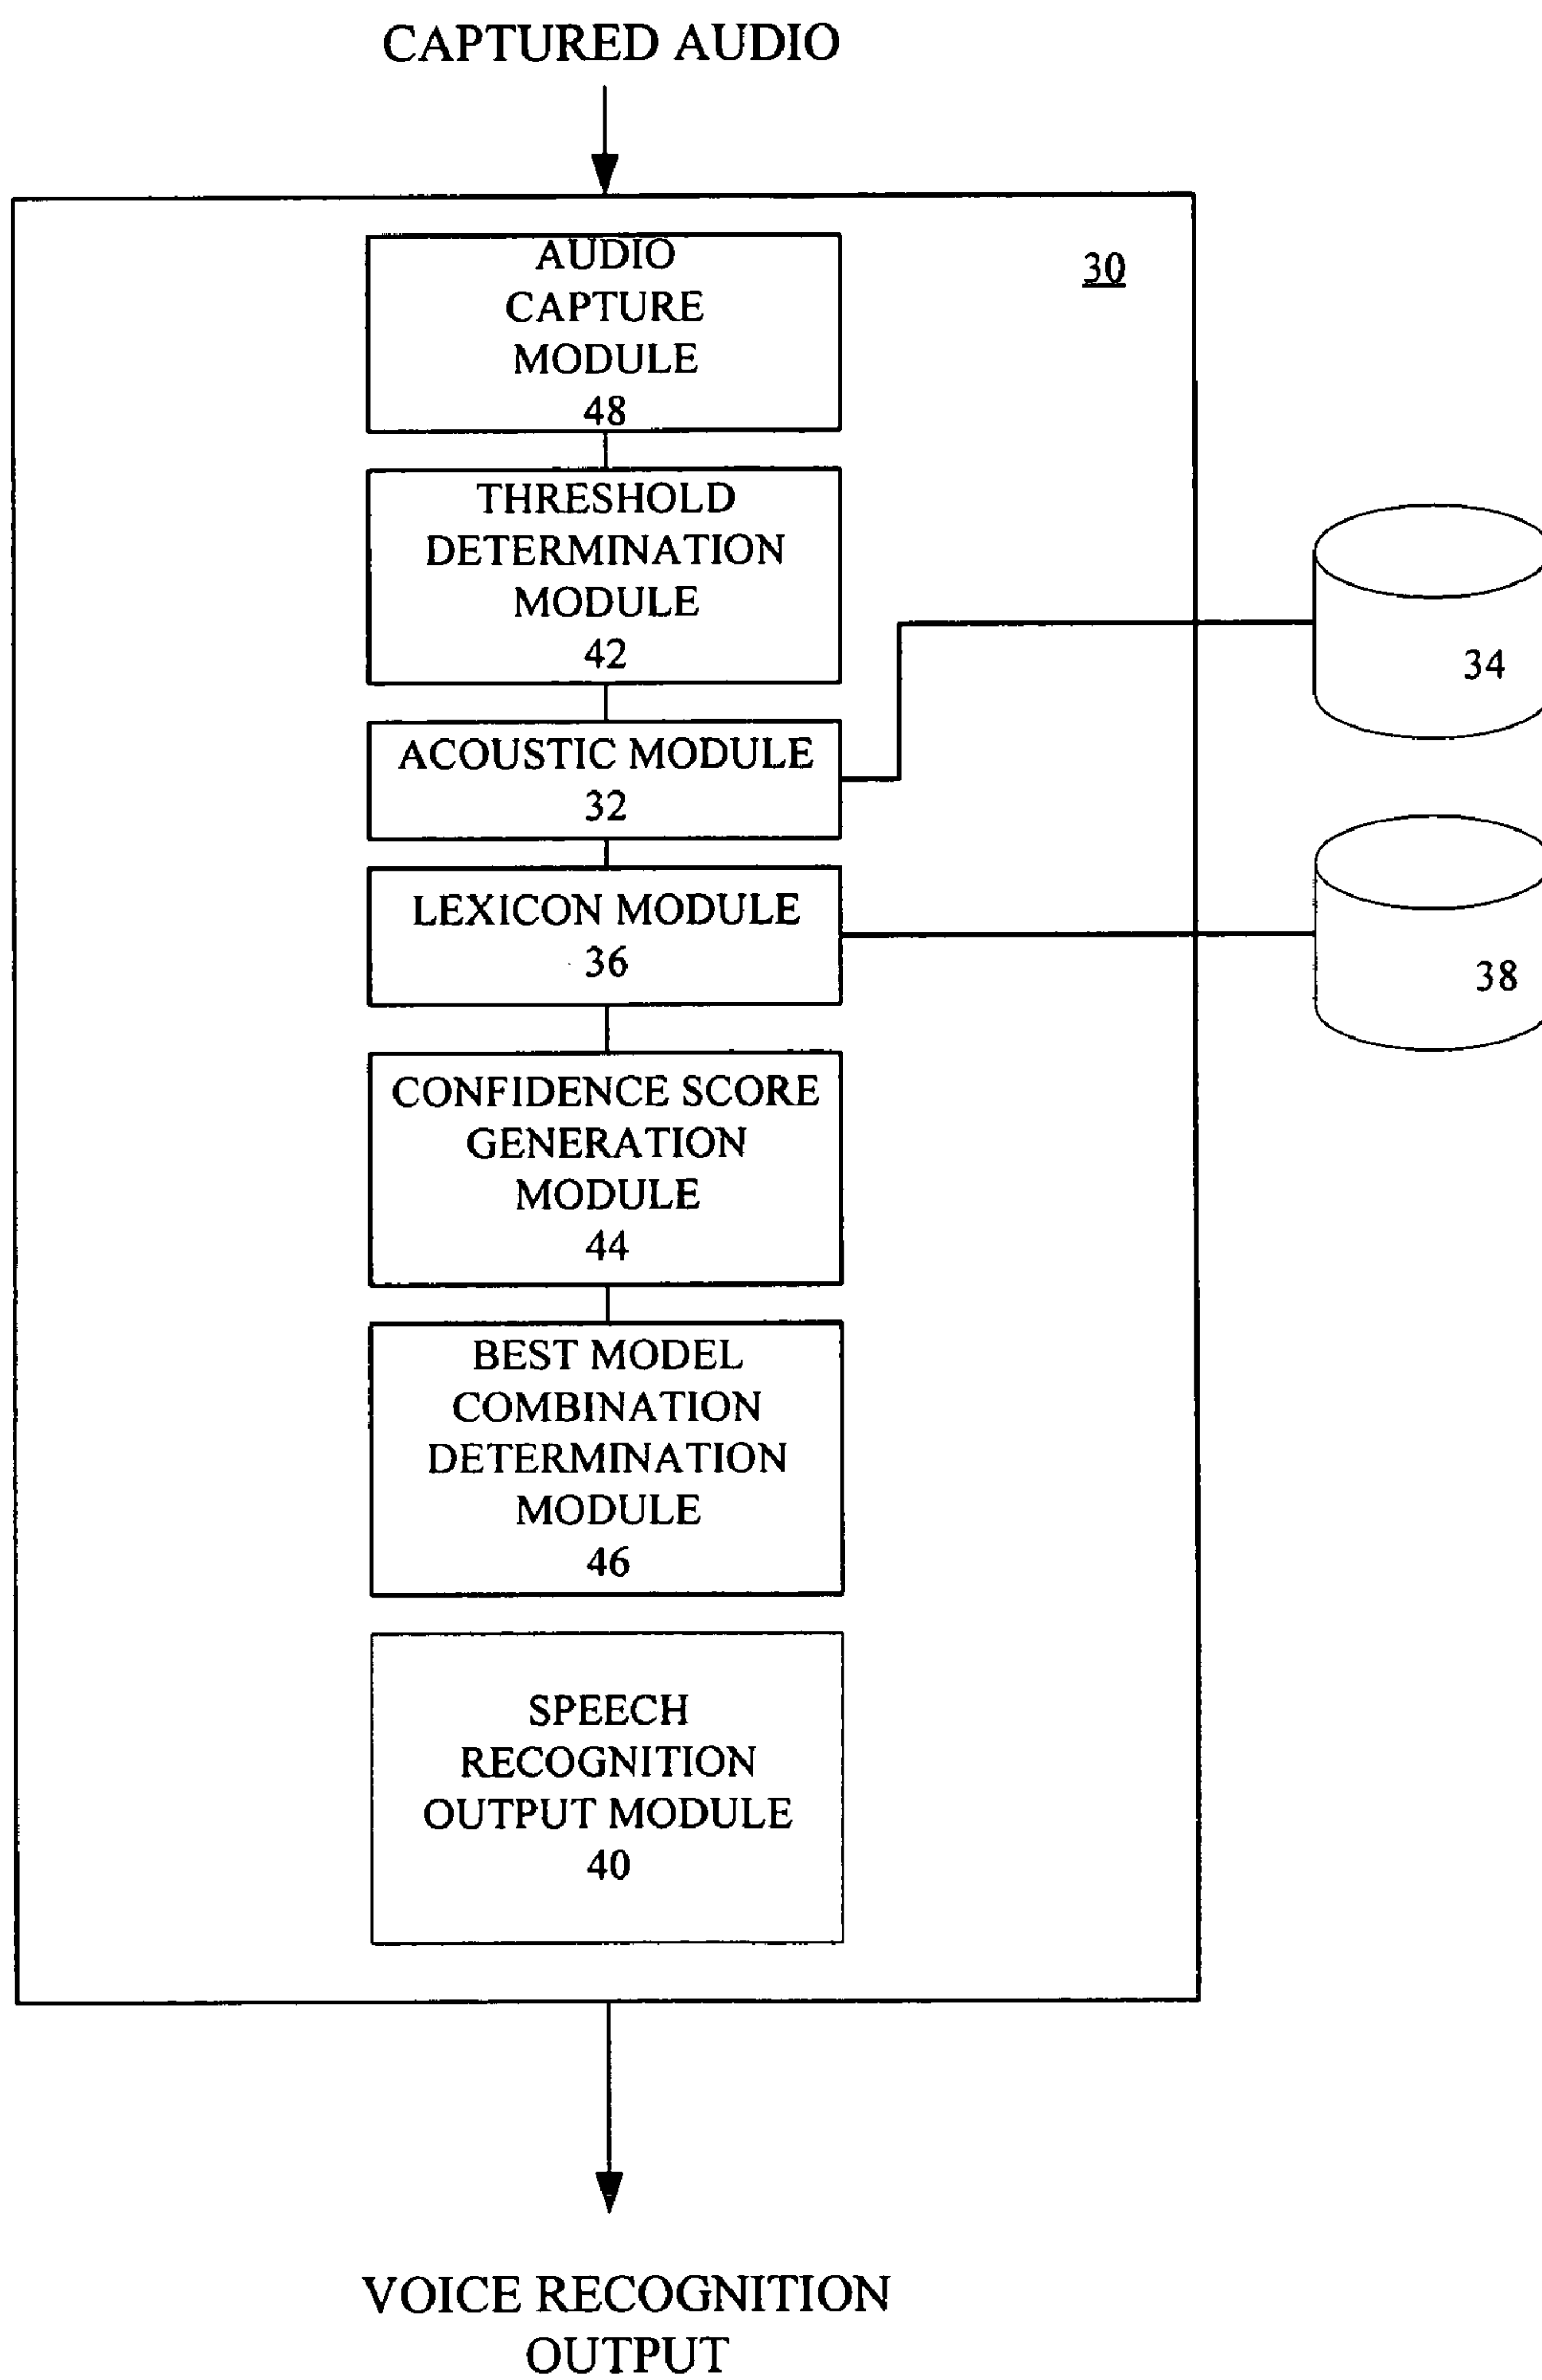 CAPTURED AUDIO
30
AUDIO
CAPTURE
MODULE
48
THRESHOLD
DETERMINATION
MODULE
42
34
ACOUSTIC MODULE
32
LEXICON MODULE
36
38
CONFIDENCE SCORE
GENERATION
MODULE
44
BEST MODEL
COMBINATION
DETERMINATION
MODULE
46
SPEECH
RECOGNITION
OUTPUT MODULE
40
VOICE RECOGNITION
OUTPUT